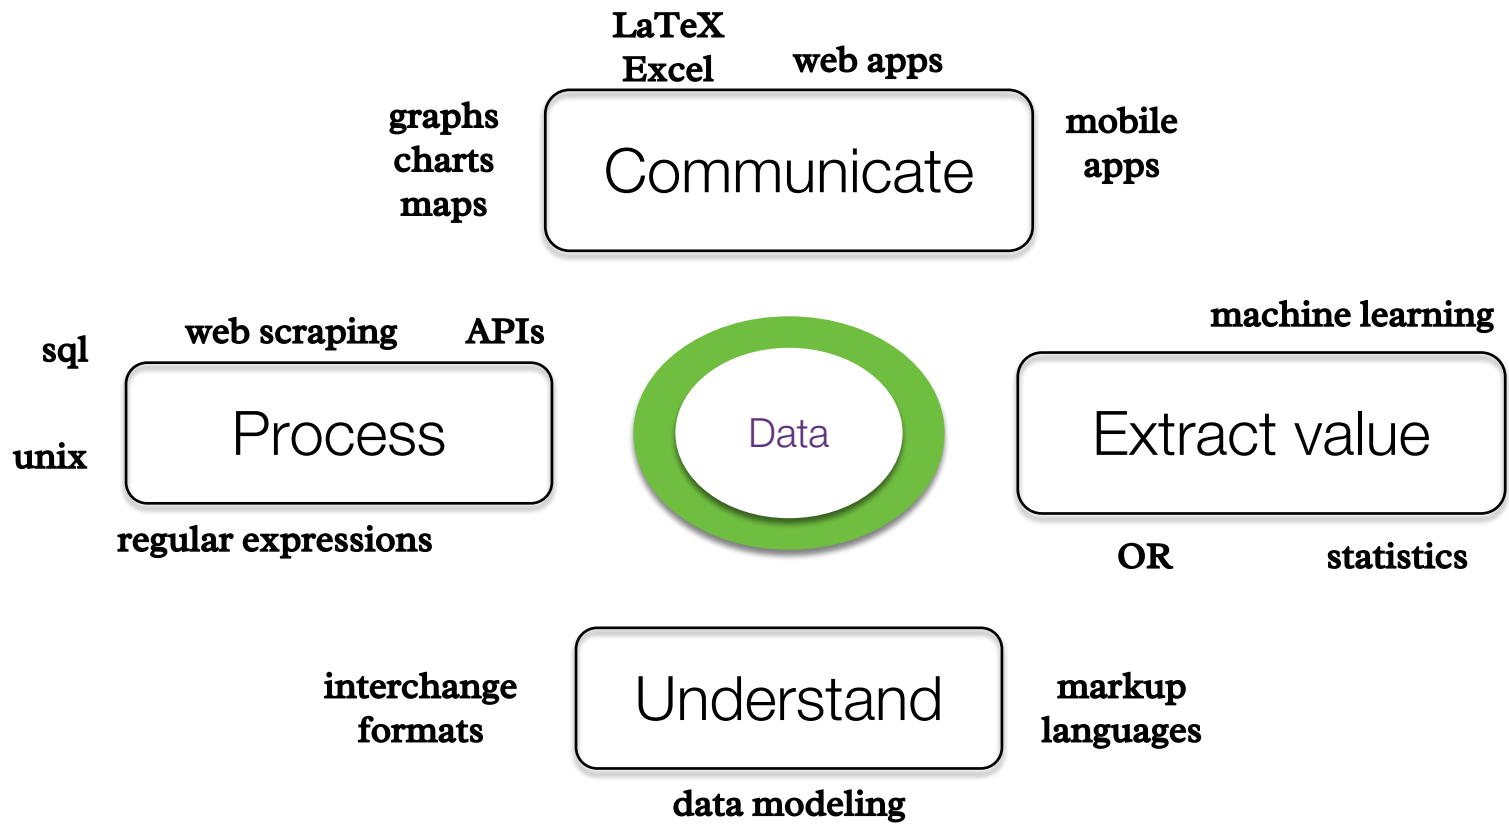 LaTeX
Excel
web apps
graphs
charts
maps
Communicate
mobile
apps
sql
web scraping
APIs
unix
Process
regular expressions
Data
machine learning
Extract value
OR
statistics
interchange
formats
Understand
markup
languages
data modeling